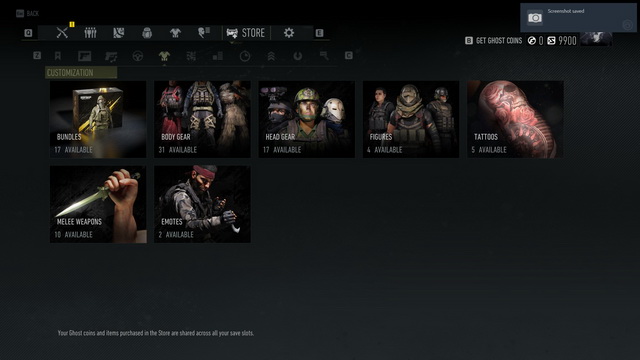 Screenshot saved
BACK
Q
STORE
E
GET GHOST COINS
0
9900
Z
C
CUSTOMIZATION
BUNDLES
17 AVAILABLE
BODY GEAR
31 AVAILABLE
HEAD GEAR
17 AVAILABLE
FIGURES
4 AVAILABLE
TATTOOS
5 AVAILABLE
MELEE WEAPONS
10 AVAILABLE
EMOTES
2 AVAILABLE
Your Ghost coins and items purchased in the Store are shared across all your save slots.